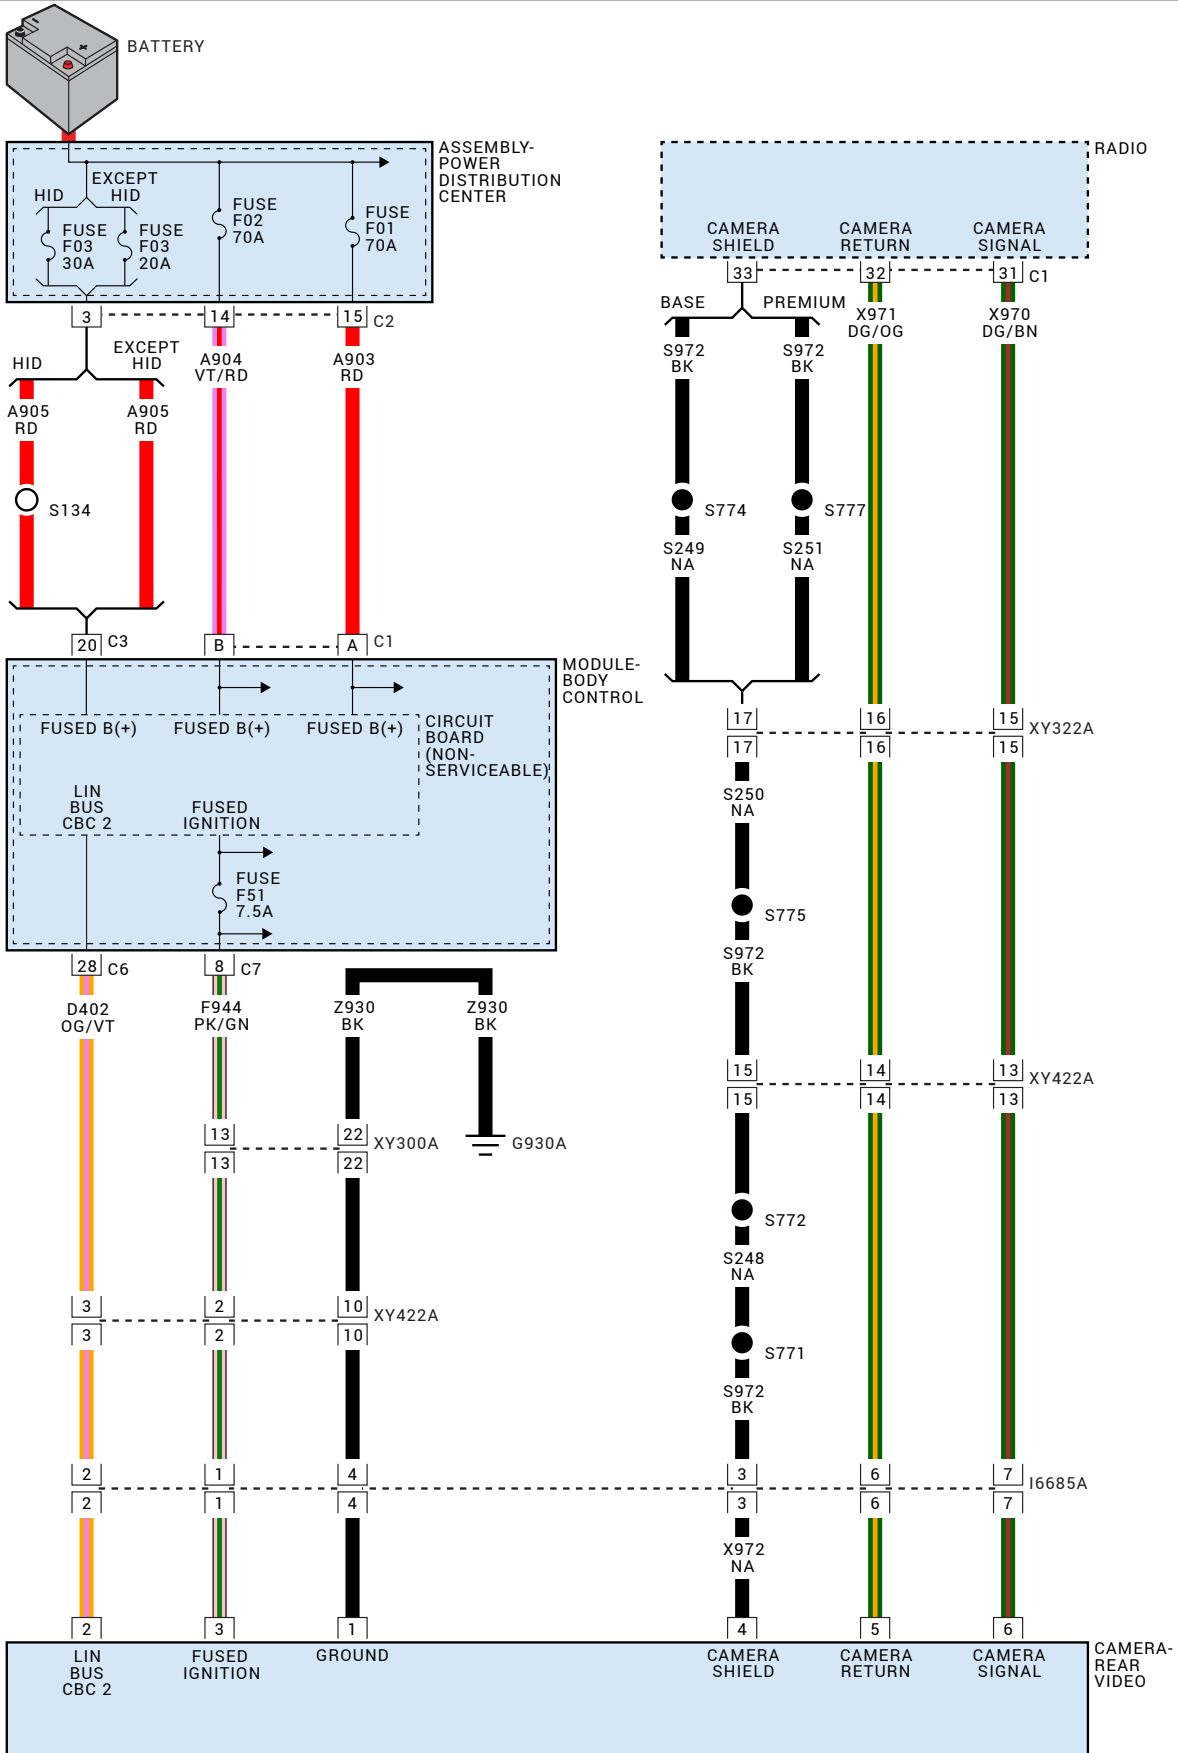 BATTERY
ASSEMBLY-
POWER
DISTRIBUTION
CENTER
EXCEPT
HID
HID
FUSE
F03
30A
FUSE
F03
20A
FUSE
F02
70A
FUSE
F01
70A
3
14
15
C2
HID
EXCEPT
HID
A905
RD
A905
RD
A904
VT/RD
A903
RD
S134
20
C3
B
A
C1
MODULE-
BODY
CONTROL
FUSED B(+)
FUSED B(+)
FUSED B(+)
CIRCUIT
BOARD
(NON-
SERVICEABLE)
LIN
BUS
CBC 2
FUSED
IGNITION
FUSE
F51
7.5A
28
C6
8
C7
D402
OG/VT
F944
PK/GN
Z930
BK
Z930
BK
13
22
XY300A
13
22
G930A
3
2
10
XY422A
3
2
10
2
1
4
2
1
4
2
3
1
LIN
BUS
CBC 2
FUSED
IGNITION
GROUND
RADIO
CAMERA
SHIELD
CAMERA
RETURN
CAMERA
SIGNAL
33
32
31
C1
BASE
PREMIUM
X971
DG/OG
X970
DG/BN
S972
BK
S972
BK
S774
S777
S249
NA
S251
NA
17
16
15
XY322A
17
16
15
S250
NA
S775
S972
BK
15
14
13
XY422A
15
14
13
S772
S248
NA
S771
S972
BK
3
6
7
I6685A
3
6
7
X972
NA
4
5
6
CAMERA
SHIELD
CAMERA
RETURN
CAMERA
SIGNAL
CAMERA-
REAR
VIDEO